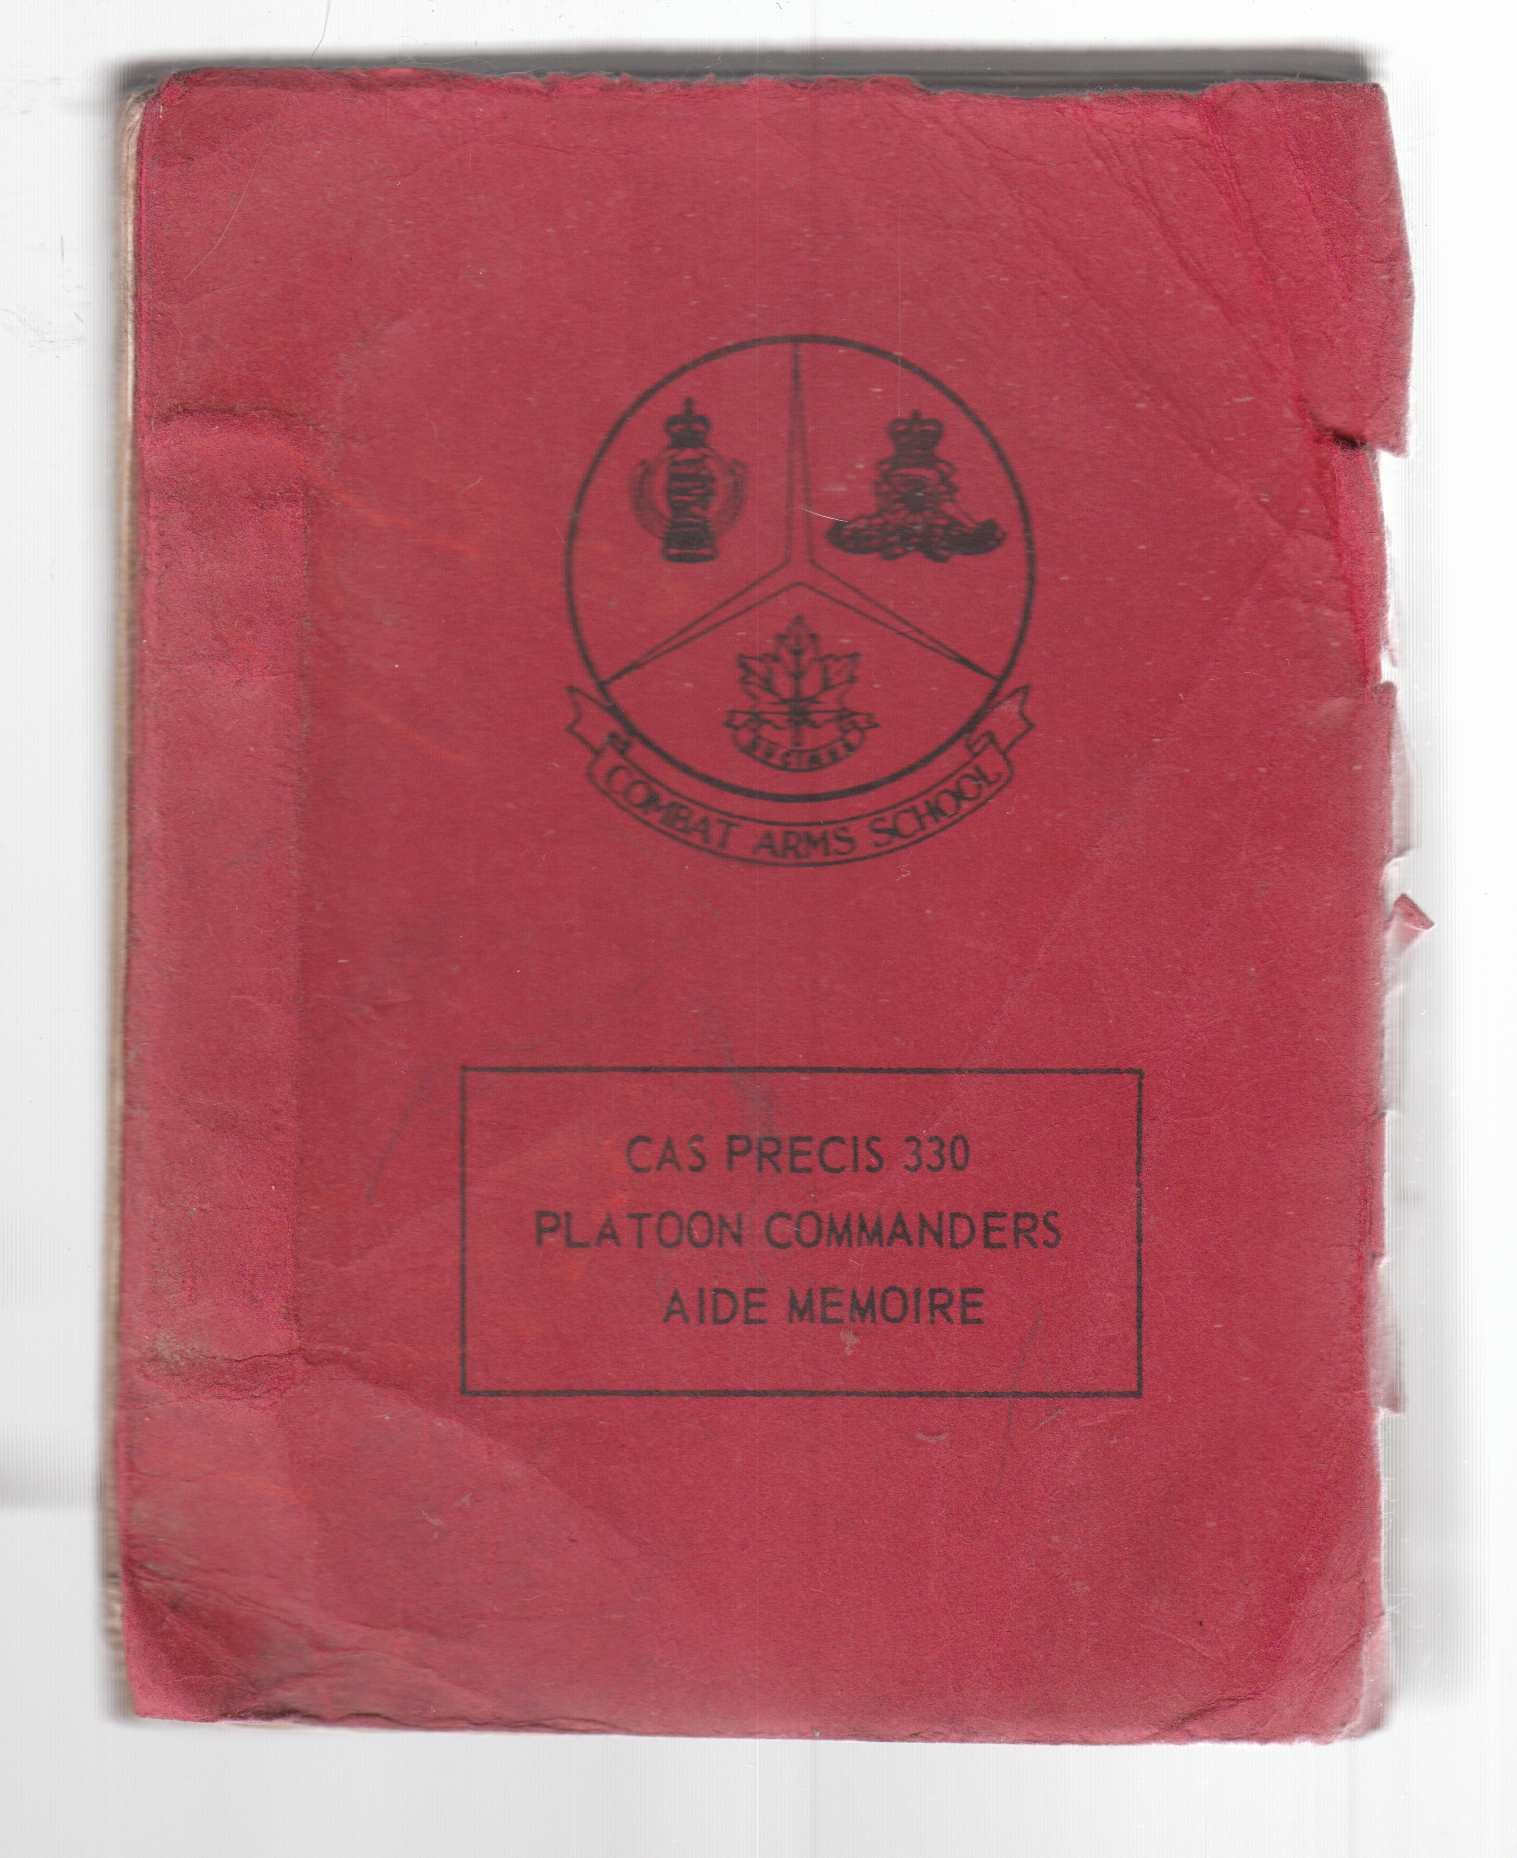 COMBAT ARMS SCHOOL
CAS PRECIS 330
PLATOON COMMANDERS
AIDE MEMOIRE